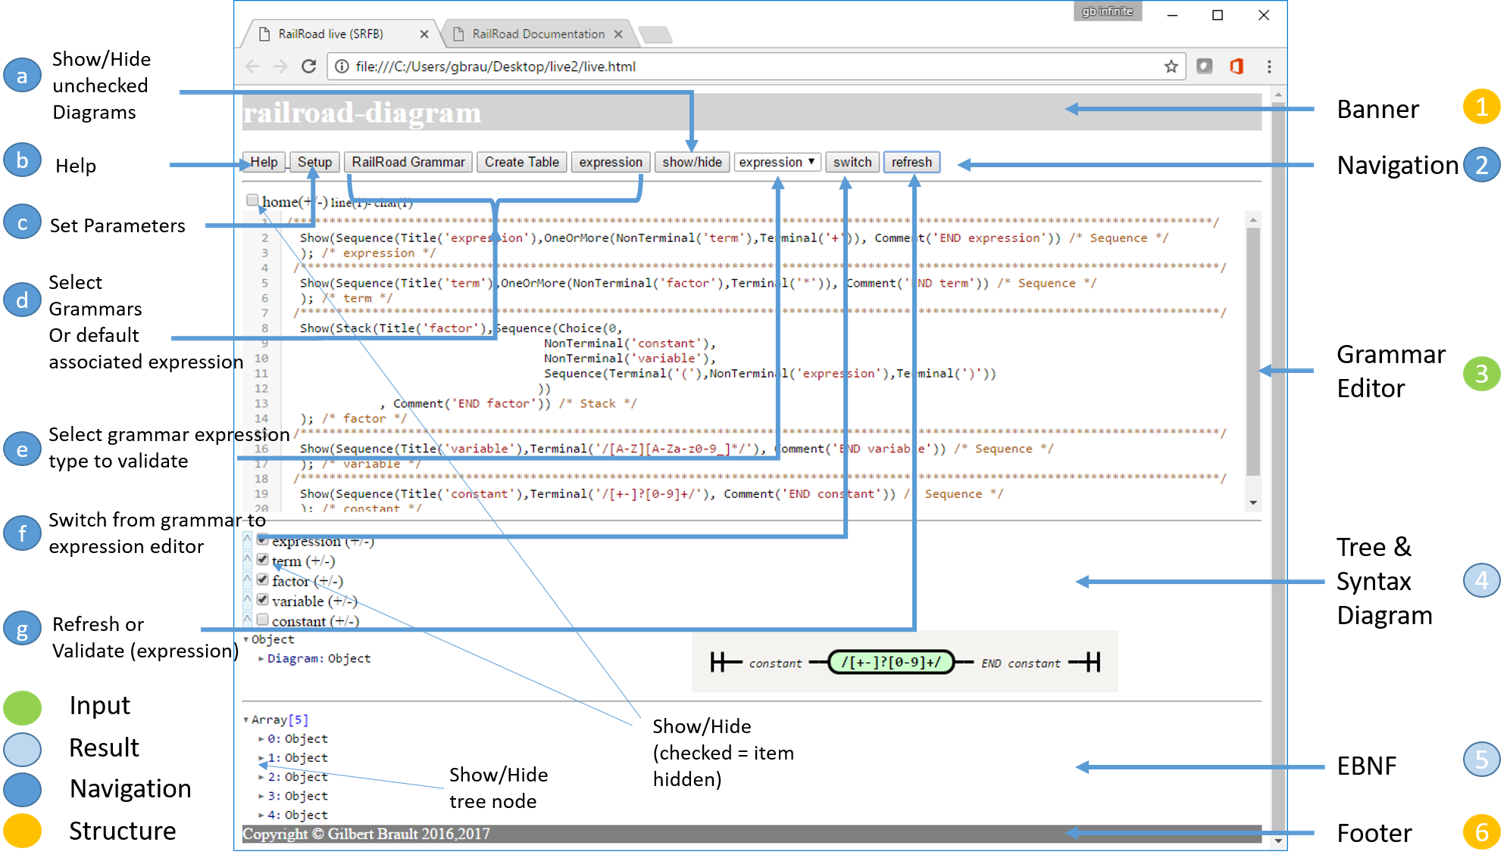 gb infinite
RailRoad live (SRFB)
RailRoad Documentation
file:///C:/Users/gbrau/Desktop/live2/live.html
a
Show/Hide
unchecked
Diagrams
railroad-diagram
Banner
1
b
Help
Help
Setup
RailRoad Grammar
Create Table
expression
show/hide
expression
switch
refresh
Navigation
2
c
Set Parameters
home(+/-) line(1)- char(1)
1 /******************************************************************************************************************************/
2 Show(Sequence(Title('expression'),OneOrMore(NonTerminal('term'),Terminal('+')), Comment('END expression')) /* Sequence */
3 ); /* expression */
4 /******************************************************************************************************************************/
5 Show(Sequence(Title('term'),OneOrMore(NonTerminal('factor'),Terminal('*')), Comment('END term')) /* Sequence */
6 ); /* term */
7 /******************************************************************************************************************************/
8 Show(Stack(Title('factor'),Sequence(Choice(0,
9 NonTerminal('constant'),
10 NonTerminal('variable'),
11 Sequence(Terminal('('),NonTerminal('expression'),Terminal(')'))
12 ))
13 , Comment('END factor')) /* Stack */
14 ); /* factor */
15 /******************************************************************************************************************************/
16 Show(Sequence(Title('variable'),Terminal('/[A-Z][A-Za-z0-9_]*/'), Comment('END variable')) /* Sequence */
17 ); /* variable */
18 /******************************************************************************************************************************/
19 Show(Sequence(Title('constant'),Terminal('/[+-]?[0-9]+/'), Comment('END constant')) /* Sequence */
20 ); /* constant */
d
Select
Grammars
Or default
associated expression
Grammar
Editor
3
e
Select grammar expression
type to validate
f
Switch from grammar to
expression editor
^ expression (+/-)
^ term (+/-)
^ factor (+/-)
^ variable (+/-)
^ constant (+/-)
Tree &
Syntax
Diagram
4
g
Refresh or
Validate (expression)
Object
Diagram: Object
constant
/[+-]?[0-9]+/
END constant
Input
Result
Navigation
Structure
Array[5]
0: Object
1: Object
2: Object
3: Object
4: Object
Show/Hide
tree node
Show/Hide
(checked = item
hidden)
EBNF
5
Copyright © Gilbert Brault 2016,2017
Footer
6